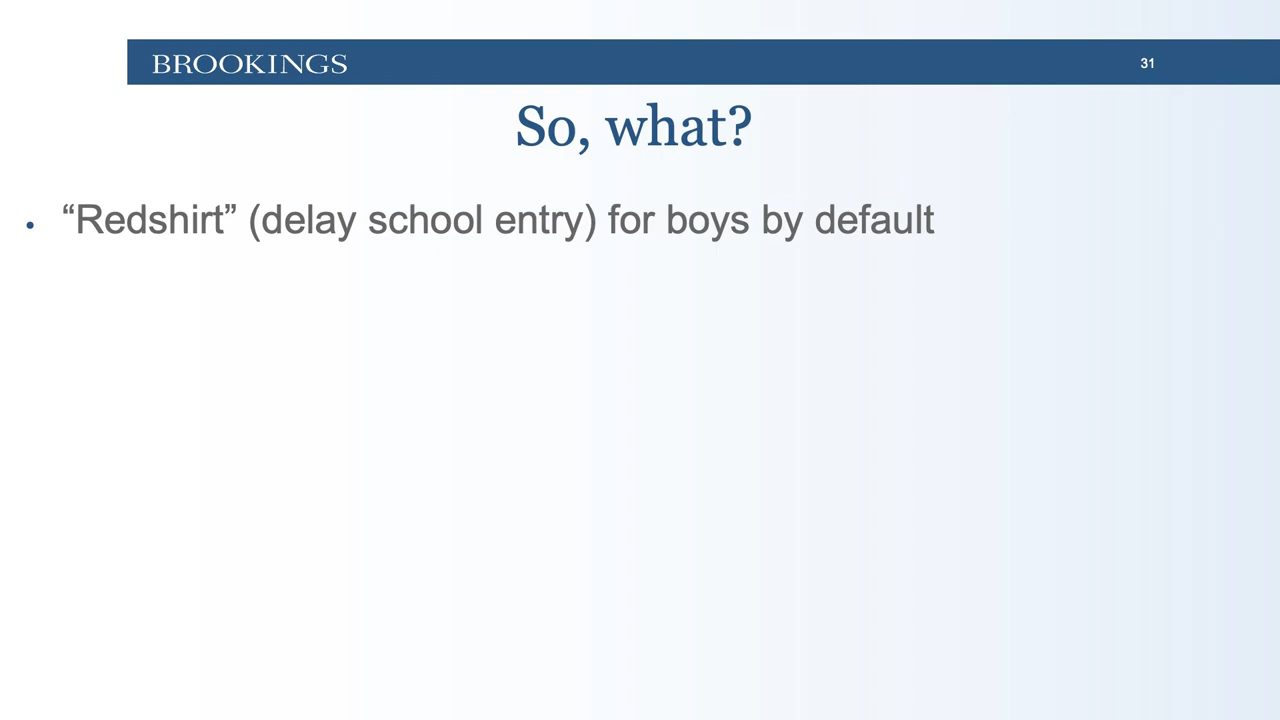 BROOKINGS
31
So, what?
• “Redshirt” (delay school entry) for boys by default